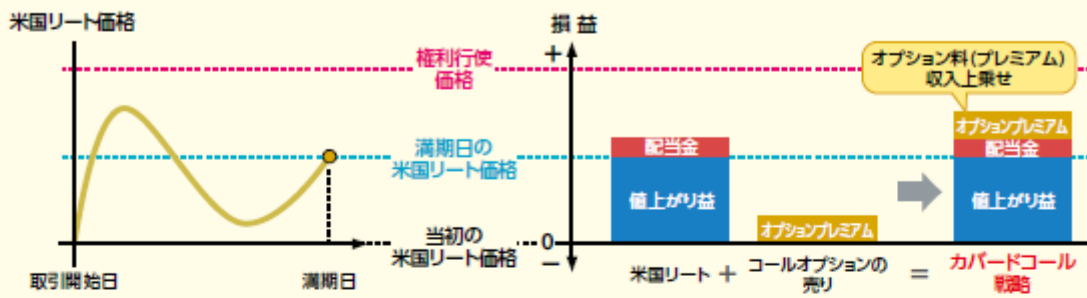 米国リート価格
権利行使
価格
満期日の
米国リート価格
当初の
米国リート価格
取引開始日
満期日
損 益
+
0
−
配当金
値上がり益
オプションプレミアム
オプション料(プレミアム)
収入上乗せ
オプションプレミアム
配当金
値上がり益
米国リート
+
コールオプションの
売り
=
カバードコール
戦略